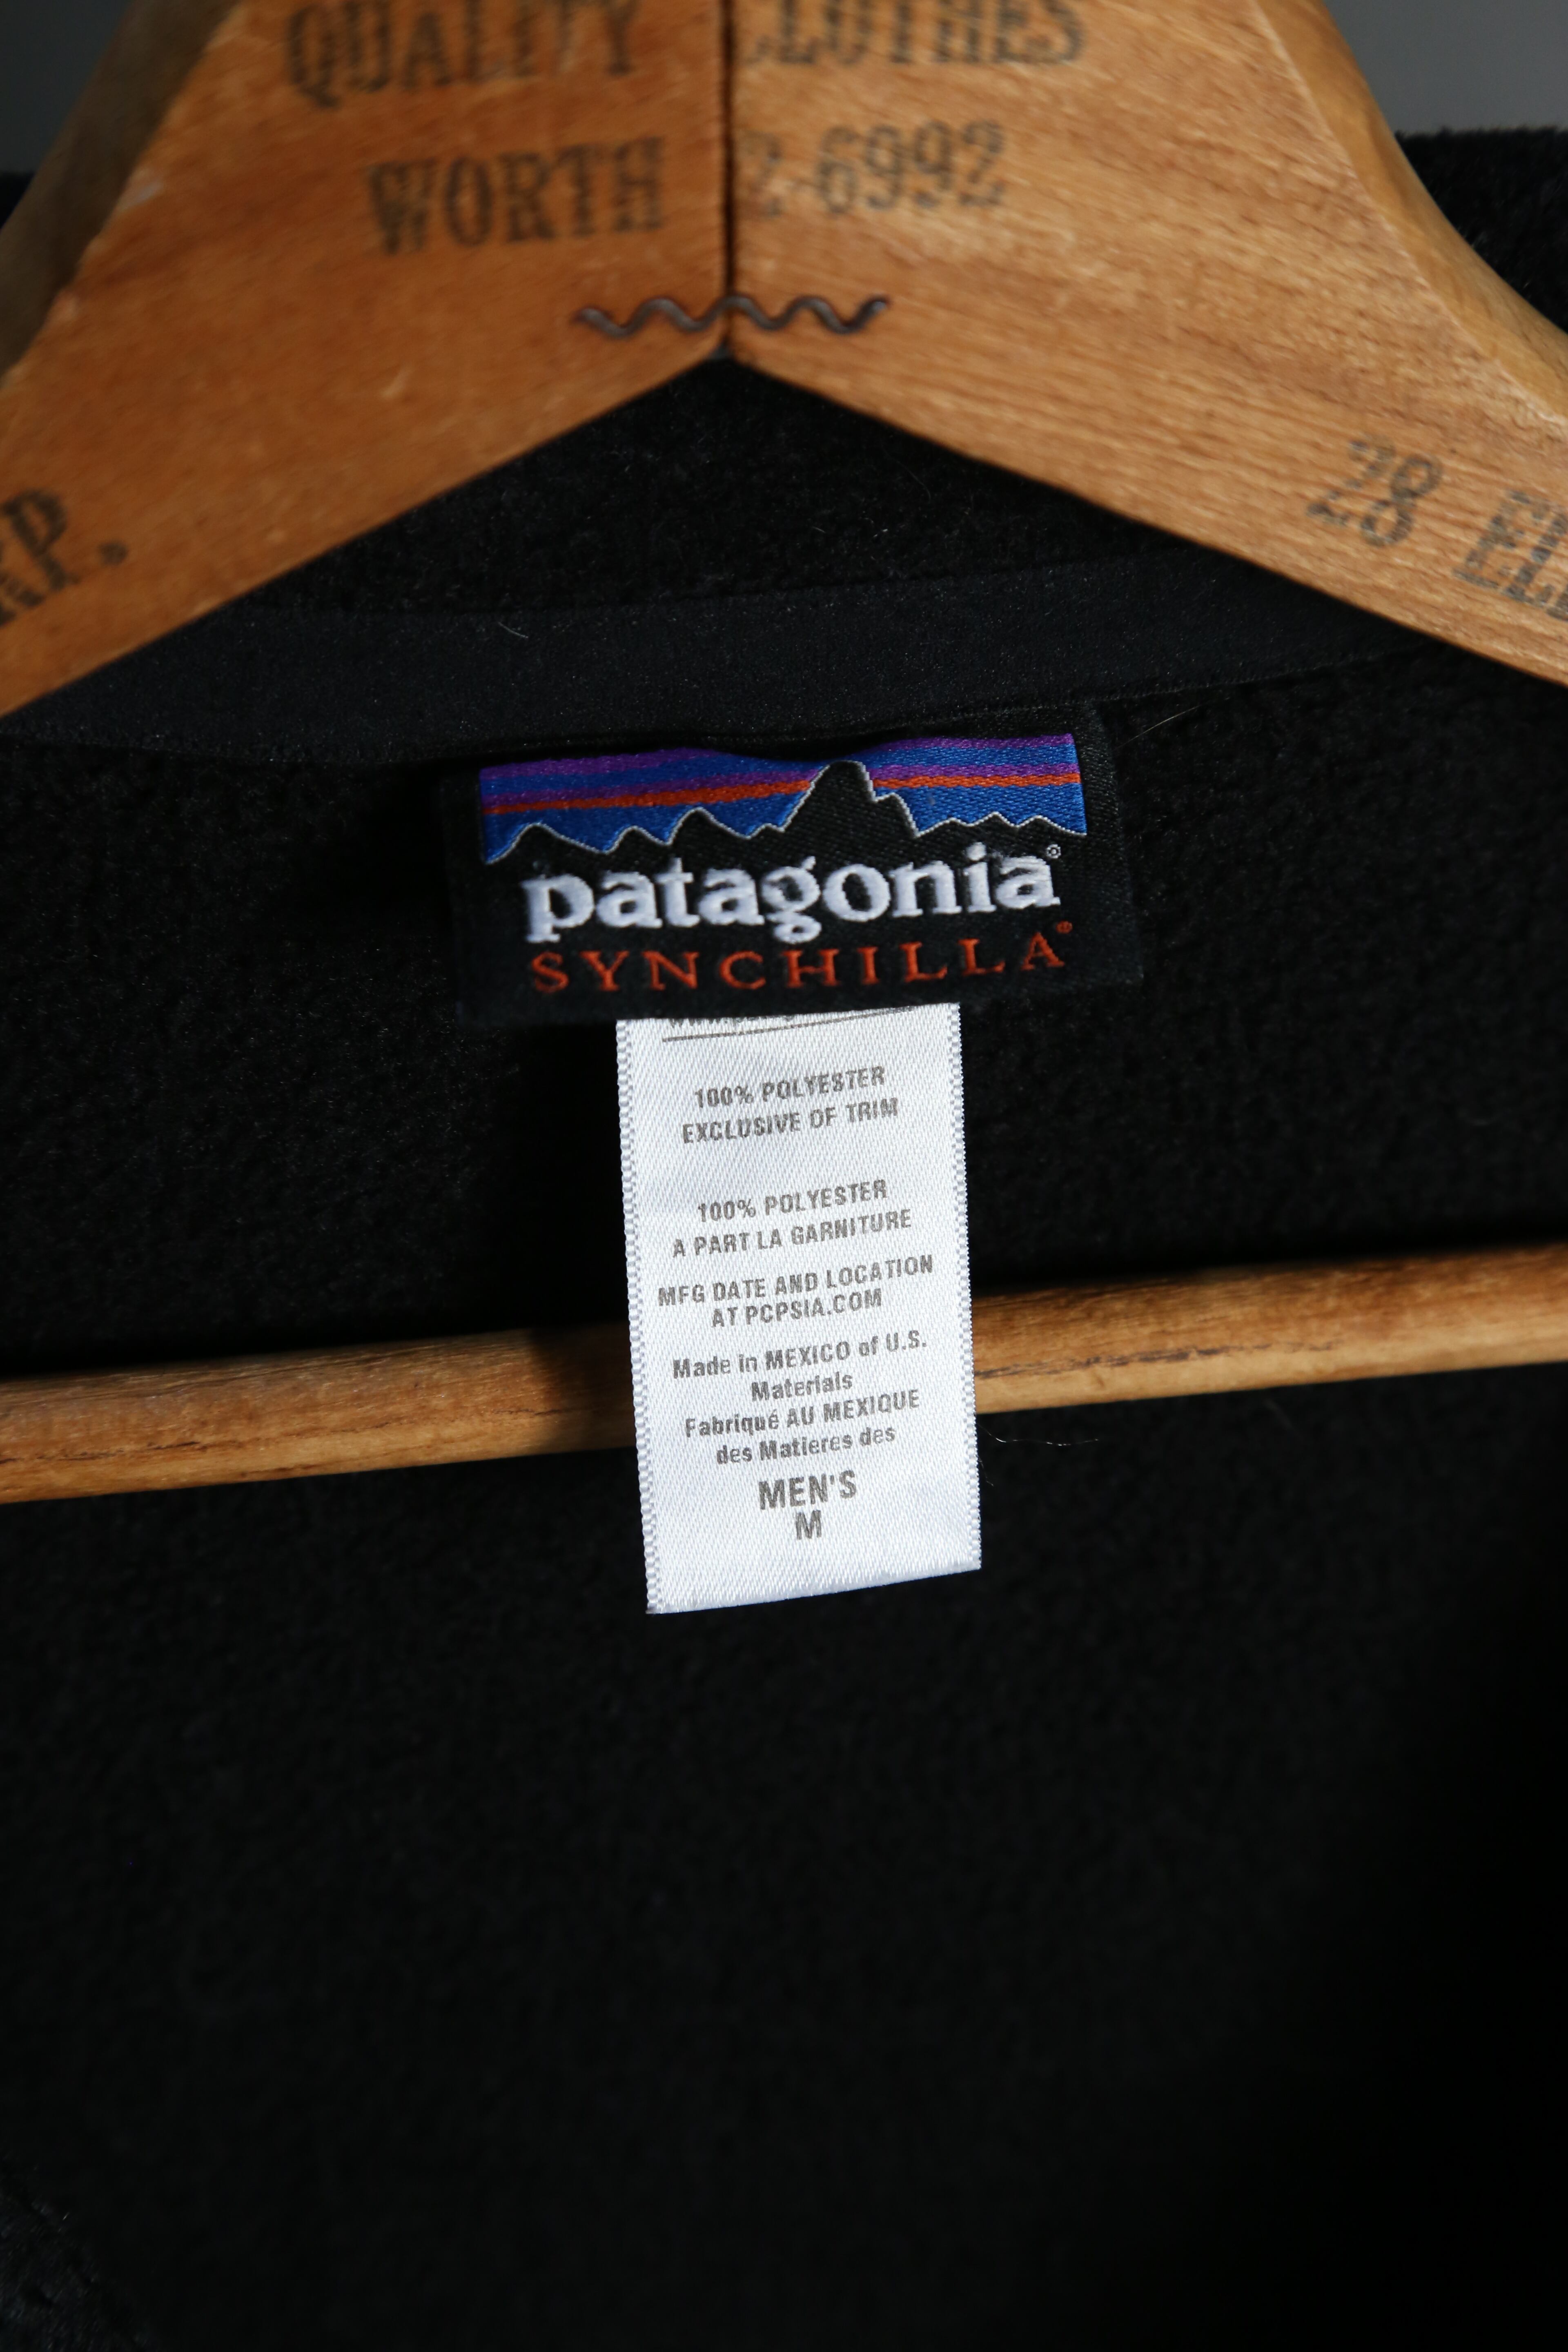 QUALITY CLOTHES
WORTH 2-6992
RP.
28
patagonia®
SYNCHILLA®
100% POLYESTER
EXCLUSIVE OF TRIM
100% POLYESTER
A PART LA GARNITURE
MFG DATE AND LOCATION
AT PCPSIA.COM
Made in MEXICO of U.S.
Materials
Fabriqué AU MEXIQUE
des Matieres des
MEN'S
M